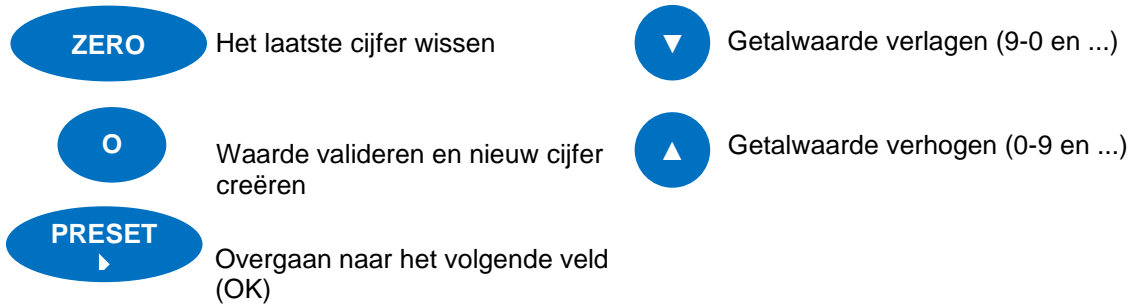 ZERO
Het laatste cijfer wissen
▼
Getalwaarde verlagen (9-0 en ...)
O
Waarde valideren en nieuw cijfer
creëren
▲
Getalwaarde verhogen (0-9 en ...)
PRESET
Overgaan naar het volgende veld
(OK)